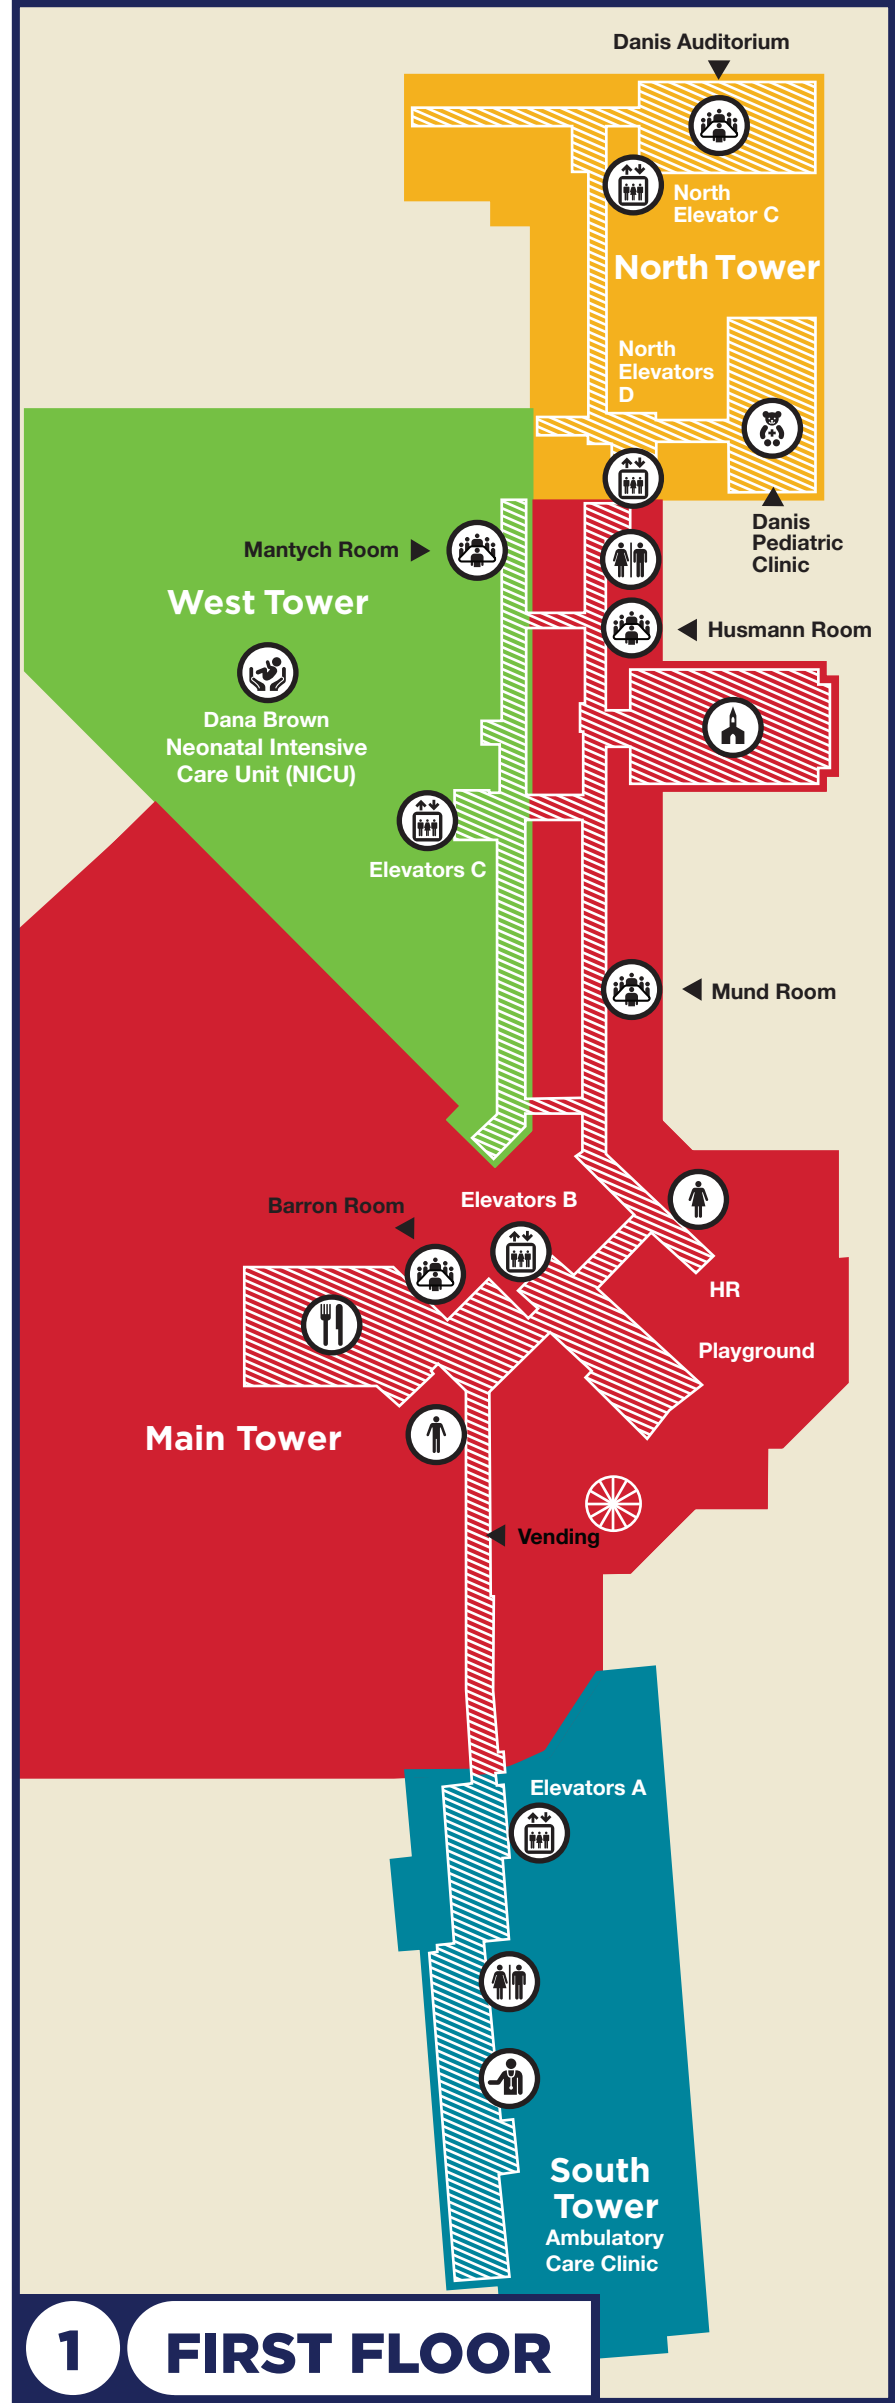 Danis Auditorium
North
Elevator C
North Tower
North
Elevators
D
Danis
Pediatric
Clinic
Mantych Room
West Tower
Husmann Room
Dana Brown
Neonatal Intensive
Care Unit (NICU)
Elevators C
Mund Room
Barron Room
Elevators B
HR
Playground
Main Tower
Vending
Elevators A
South
Tower
Ambulatory
Care Clinic
1 FIRST FLOOR